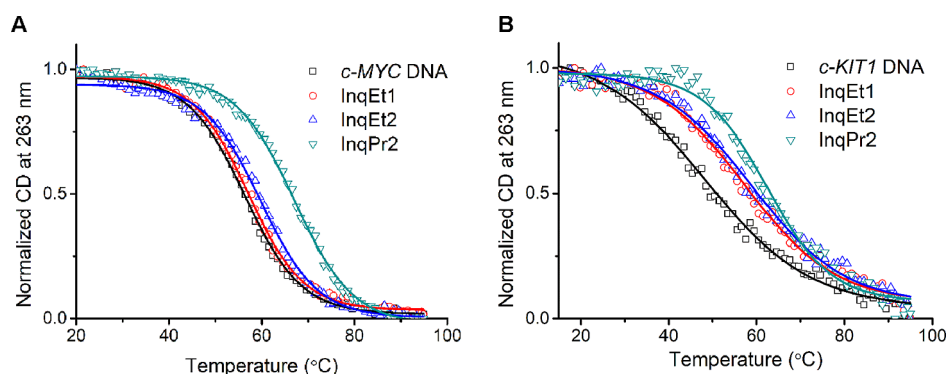 A
1.0
0.5
0.0
Normalized CD at 263 nm
c-MYC DNA
InqEt1
InqEt2
InqPr2
20
40
60
80
100
Temperature (°C)
B
1.0
0.5
0.0
Normalized CD at 263 nm
c-KIT1 DNA
InqEt1
InqEt2
InqPr2
20
40
60
80
100
Temperature (°C)